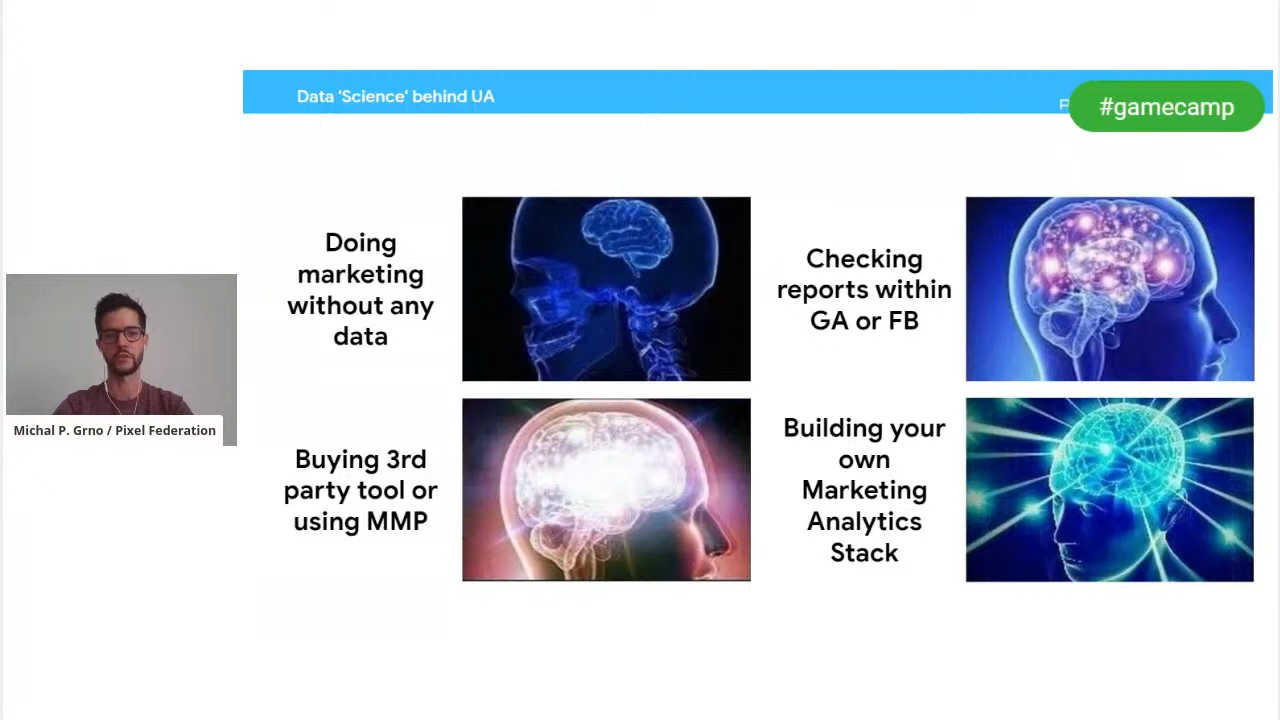 Data 'Science' behind UA
#gamecamp
Doing
marketing
without any
data
Checking
reports within
GA or FB
Buying 3rd
party tool or
using MMP
Building your
own
Marketing
Analytics
Stack
Michal P. Grno / Pixel Federation